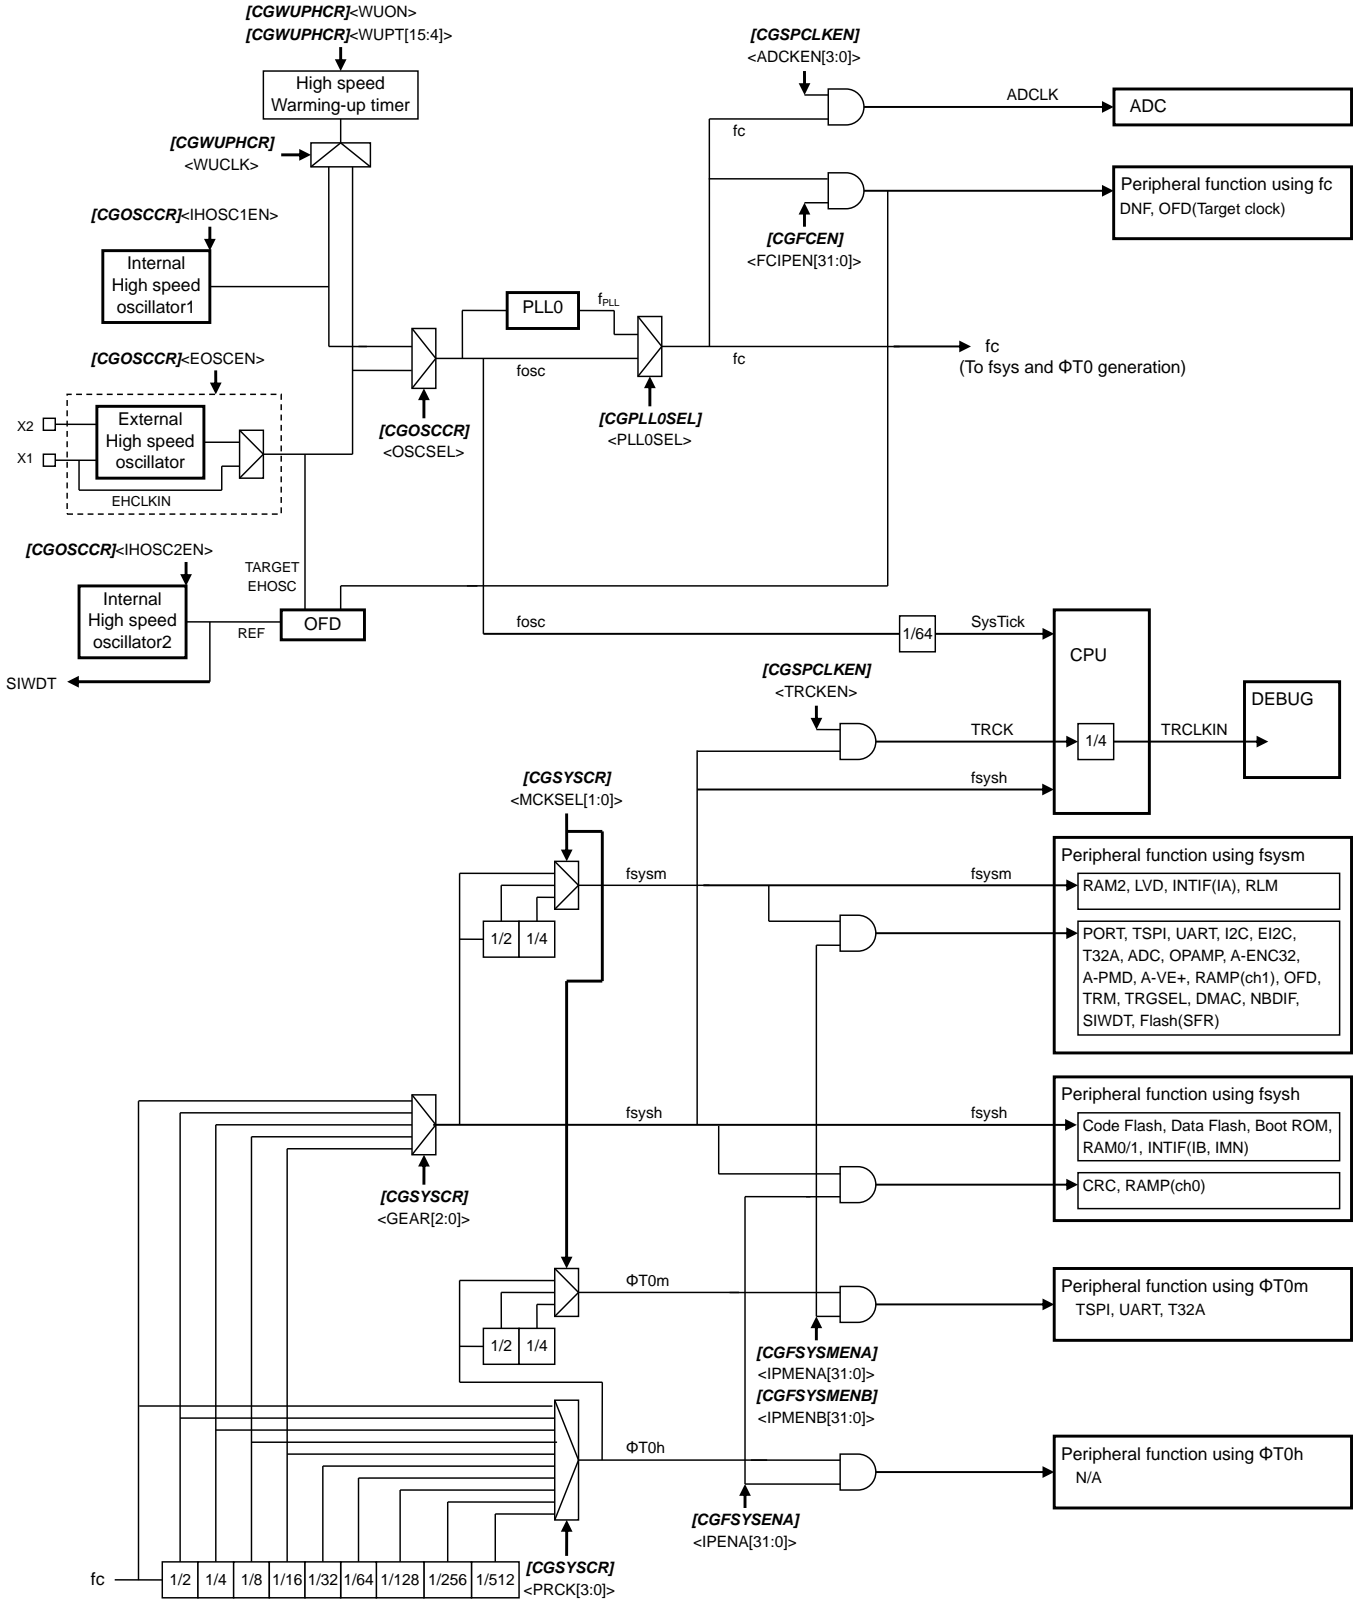 [CGWUPHCR]<WUON>
[CGWUPHCR]<WUPT[15:4]>
High speed
Warming-up timer
[CGWUPHCR]
<WUCLK>
[CGSPCLKEN]
<ADCKEN[3:0]>
ADCLK
ADC
fc
Peripheral function using fc
DNF, OFD(Target clock)
[CGFCEN]
<FCIPEN[31:0]>
[CGOSCCR]<IHOSC1EN>
Internal
High speed
oscillator1
PLL0
fPLL
fosc
fc
fc
(To fsys and ΦT0 generation)
[CGOSCCR]<EOSCEN>
[CGOSCCR]
<OSCSEL>
[CGPLL0SEL]
<PLL0SEL>
X2
X1
External
High speed
oscillator
EHCLKIN
[CGOSCCR]<IHOSC2EN>
Internal
High speed
oscillator2
TARGET
EHOSC
REF
OFD
SIWDT
fosc
1/64
SysTick
CPU
[CGSPCLKEN]
<TRCKEN>
TRCK
1/4
TRCLKIN
DEBUG
fsysh
[CGSYSCR]
<MCKSEL[1:0]>
1/2
1/4
fsysm
fsysm
Peripheral function using fsysm
RAM2, LVD, INTIF(IA), RLM
PORT, TSPI, UART, I2C, EI2C,
T32A, ADC, OPAMP, A-ENC32,
A-PMD, A-VE+, RAMP(ch1), OFD,
TRM, TRGSEL, DMAC, NBDIF,
SIWDT, Flash(SFR)
fsysh
fsysh
Peripheral function using fsysh
Code Flash, Data Flash, Boot ROM,
RAM0/1, INTIF(IB, IMN)
CRC, RAMP(ch0)
[CGSYSCR]
<GEAR[2:0]>
1/2
1/4
ΦT0m
Peripheral function using ΦT0m
TSPI, UART, T32A
[CGFSYSMENA]
<IPMENA[31:0]>
[CGFSYSMENB]
<IPMENB[31:0]>
ΦT0h
Peripheral function using ΦT0h
N/A
[CGFSYSENA]
<IPENA[31:0]>
[CGSYSCR]
<PRCK[3:0]>
fc
1/2
1/4
1/8
1/16
1/32
1/64
1/128
1/256
1/512